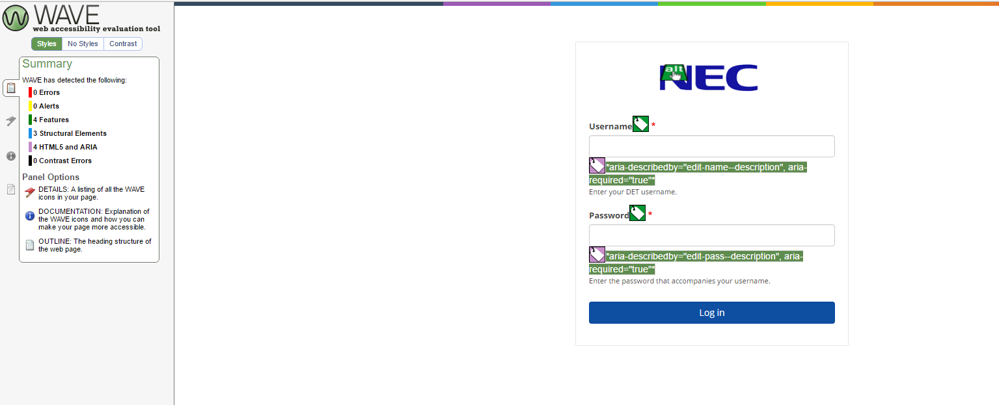 WAVE
web accessibility evaluation tool
Styles No Styles Contrast
Summary
WAVE has detected the following:
0 Errors
0 Alerts
4 Features
3 Structural Elements
4 HTML5 and ARIA
0 Contrast Errors
Panel Options
DETAILS: A listing of all the WAVE
icons in your page.
DOCUMENTATION: Explanation of
the WAVE icons and how you can
make your page more accessible.
OUTLINE: The heading structure of
the web page.
alt
NEC
Username *
*aria-describedby="edit-name--description", aria-
required="true"*
Enter your DET username.
Password *
*aria-describedby="edit-pass--description", aria-
required="true"*
Enter the password that accompanies your username.
Log in